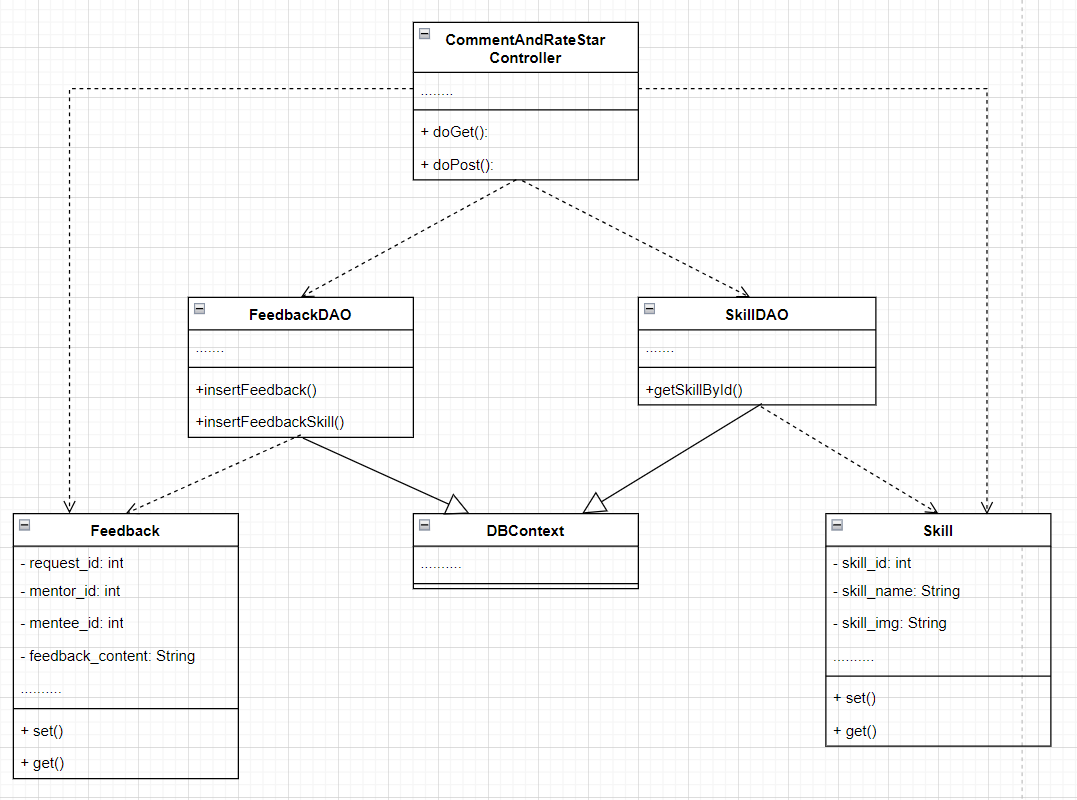 CommentAndRateStar
Controller
........
+ doGet():
+ doPost():
FeedbackDAO
.......
+insertFeedback()
+insertFeedbackSkill()
SkillDAO
.......
+getSkillById()
Feedback
- request_id: int
- mentor_id: int
- mentee_id: int
- feedback_content: String
..........
+ set()
+ get()
DBContext
..........
Skill
- skill_id: int
- skill_name: String
- skill_img: String
..........
+ set()
+ get()